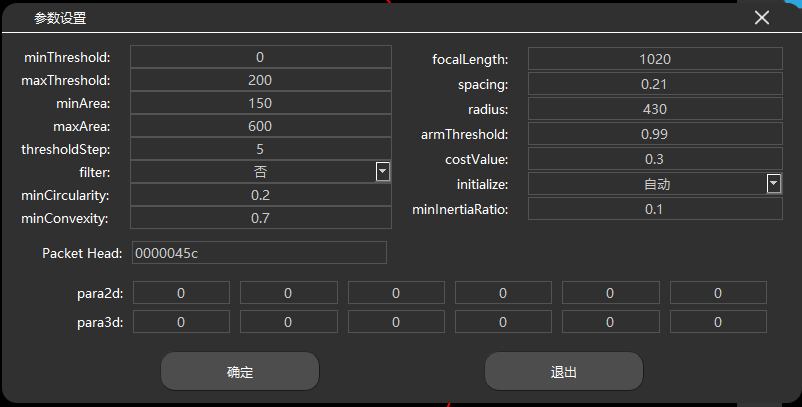 参数设置
minThreshold: 0
maxThreshold: 200
minArea: 150
maxArea: 600
thresholdStep: 5
filter: 否
minCircularity: 0.2
minConvexity: 0.7
focalLength: 1020
spacing: 0.21
radius: 430
armThreshold: 0.99
costValue: 0.3
initialize: 自动
minInertiaRatio: 0.1
Packet Head: 0000045c
para2d: 0 0 0 0 0 0
para3d: 0 0 0 0 0 0
确定 退出